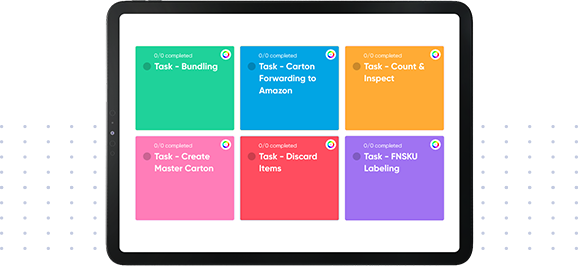 0/0 completed
Task - Bundling
0/0 completed
Task - Carton
Forwarding to
Amazon
0/0 completed
Task - Count &
Inspect
0/0 completed
Task - Create
Master Carton
0/0 completed
Task - Discard
Items
0/0 completed
Task - FNSKU
Labeling